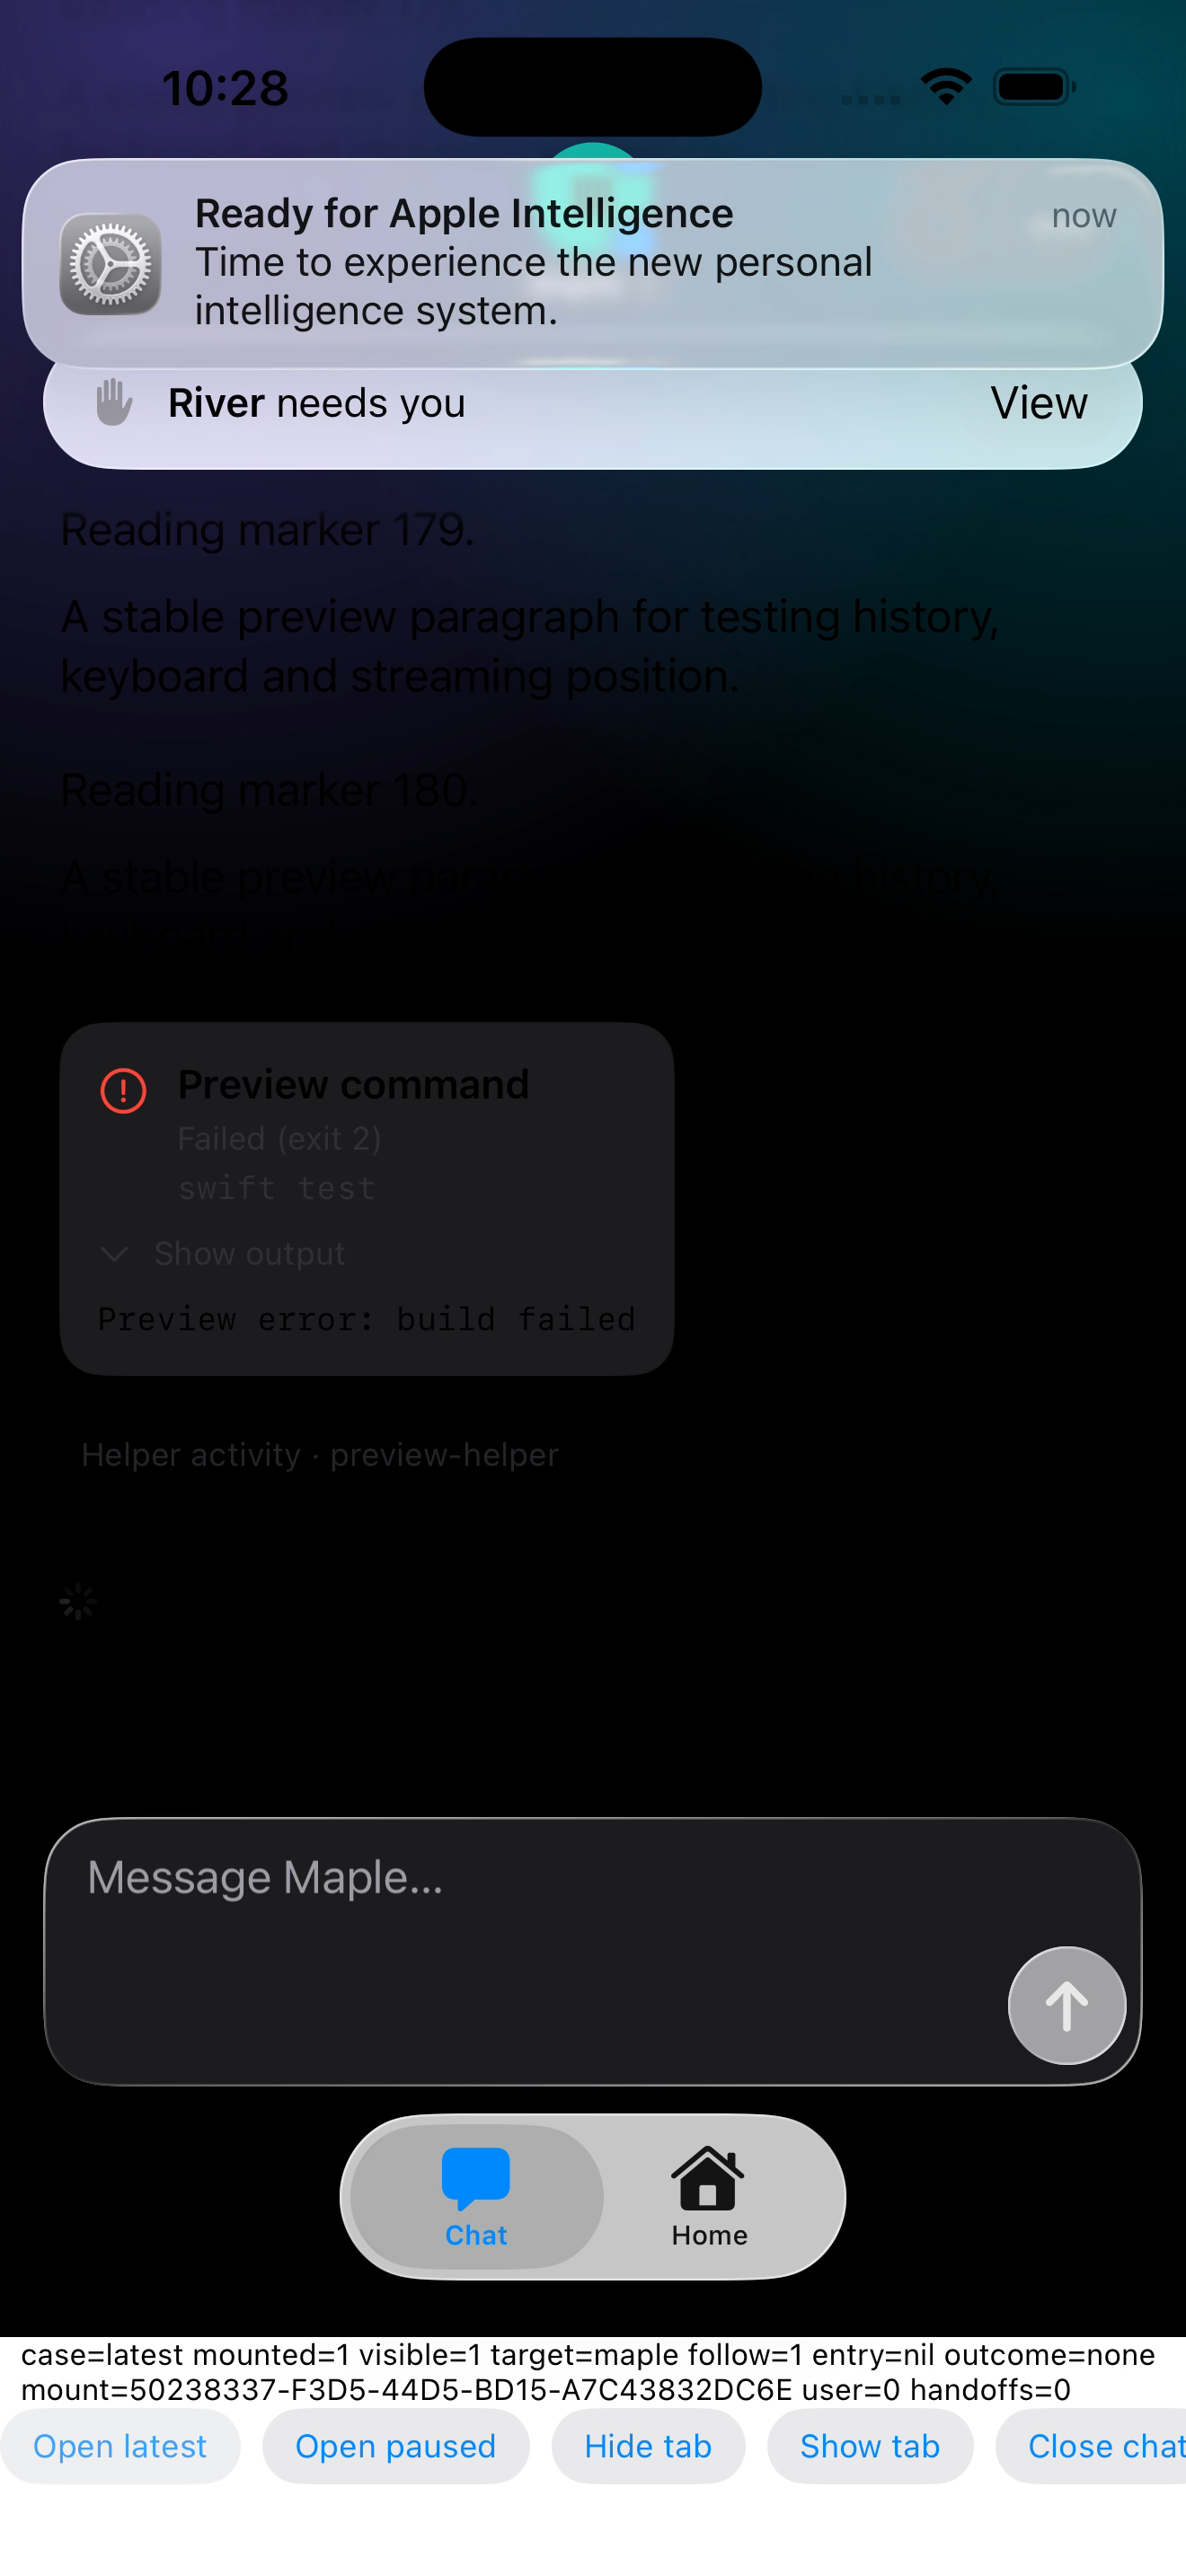 10:28
Ready for Apple Intelligence
now
Time to experience the new personal
intelligence system.
River needs you
View
Reading marker 179.
A stable preview paragraph for testing history,
keyboard and streaming position.
Reading marker 180.
A stable preview history,
keyboard and
Preview command
Failed (exit 2)
swift test
Show output
Preview error: build failed
Helper activity · preview-helper
Message Maple...
Chat
Home
case=latest mounted=1 visible=1 target=maple follow=1 entry=nil outcome=none
mount=50238337-F3D5-44D5-BD15-A7C43832DC6E user=0 handoffs=0
Open latest
Open paused
Hide tab
Show tab
Close chat